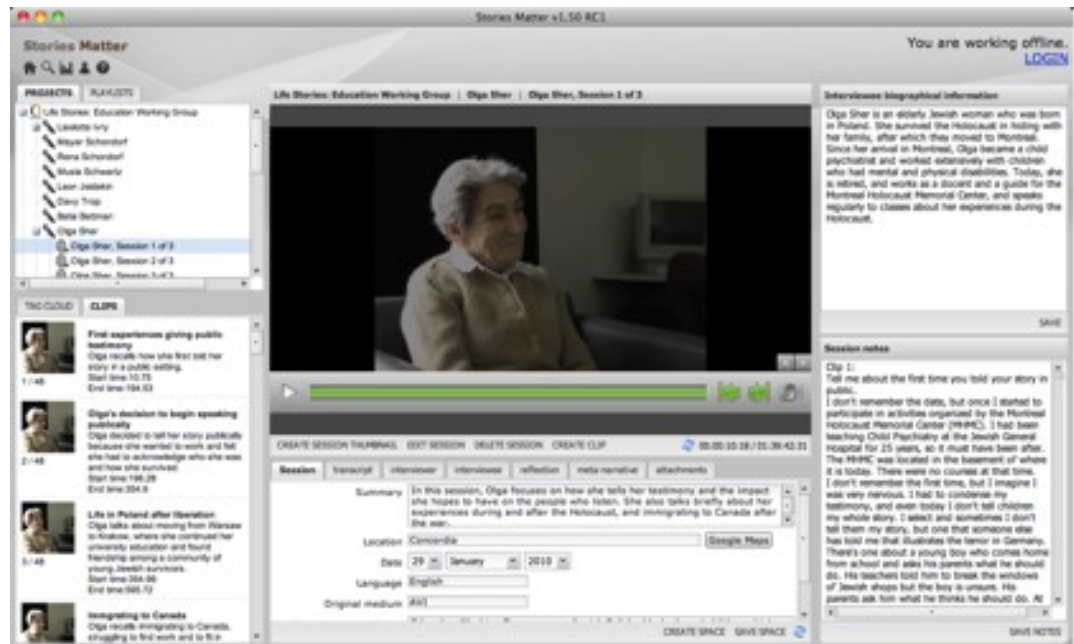 Stories Matter v1.50 RC1
Stories Matter
You are working offline.
LOGIN
PROJECTS PLAYLISTS
Life Stories: Education Working Group
Liselotte Ivry
Meyer Schondorf
Rena Schondorf
Musia Schwartz
Leon
Davy Trop
Olga Sher
Olga Sher, Session 1 of 3
Olga Sher, Session 2 of 3
Olga Sher, Session 3 of 3
TAG CLOUD CLIPS
First experiences giving public
testimony
Olga recalls how she first told her
story in a public setting.
Start time:10.75
End time:194.53
1 / 48
Olga's decision to begin speaking
publically
Olga decided to tell her story publically
because she wanted to work and felt
she had to acknowledge who she was
and how she survived.
Start time:196.28
End time:354.9
2 / 48
Life in Poland after liberation
Olga talks about moving from Warsaw
to Krakow, where she continued her
university education and found
friendship among a community of
young Jewish survivors.
Start time:354.99
End time:595.72
3 / 48
Immigrating to Canada
Olga recalls immigrating to Canada,
struggling to find work and to fit in
Life Stories: Education Working Group | Olga Sher | Olga Sher, Session 1 of 3
CREATE SESSION THUMBNAIL EDIT SESSION DELETE SESSION CREATE CLIP
00:00:10.18 / 01:36:42.31
Session transcript interviewer interviewee reflection meta-narrative attachments
Summary In this session, Olga focuses on how she tells her testimony and the impact
she hopes to have on the people who listen. She also talks briefly about her
experiences during and after the Holocaust, and immigrating to Canada after
the war.
Location Concordia Google Maps
Date 29 January 2010
Language English
Original medium AVI
CREATE SPACE SAVE SPACE
Interviewee biographical information
Olga Sher is an elderly Jewish woman who was born
in Poland. She survived the Holocaust in hiding with
her family, after which they moved to Montreal.
Since her arrival in Montreal, Olga became a child
psychiatrist and worked extensively with children
who had mental and physical disabilities. Today, she
is retired, and works as a docent and a guide for the
Montreal Holocaust Memorial Center, and speaks
regularly to classes about her experiences during the
Holocaust.
SAVE
Session notes
Clip 1:
Tell me about the first time you told your story in
public.
I don't remember the date, but once I started to
participate in activities organized by the Montreal
Holocaust Memorial Center (MHMC). I had been
teaching Child Psychiatry at the Jewish General
Hospital for 25 years, so it must have been after.
The MHMC was located in the basement of where
it is today. There were no courses at that time.
I don't remember the first time, but I imagine I
was very nervous. I had to condense my
testimony, and even today I don't tell children
my whole story. I select and sometimes I don't
tell them my story, but one that someone else
has told me that illustrates the terror in Germany.
There's one about a young boy who comes home
from school and asks his parents what he should
do. His teachers told him to break the windows
of Jewish shops but the boy is unsure. His
parents ask him what he thinks he should do. At
SAVE NOTES